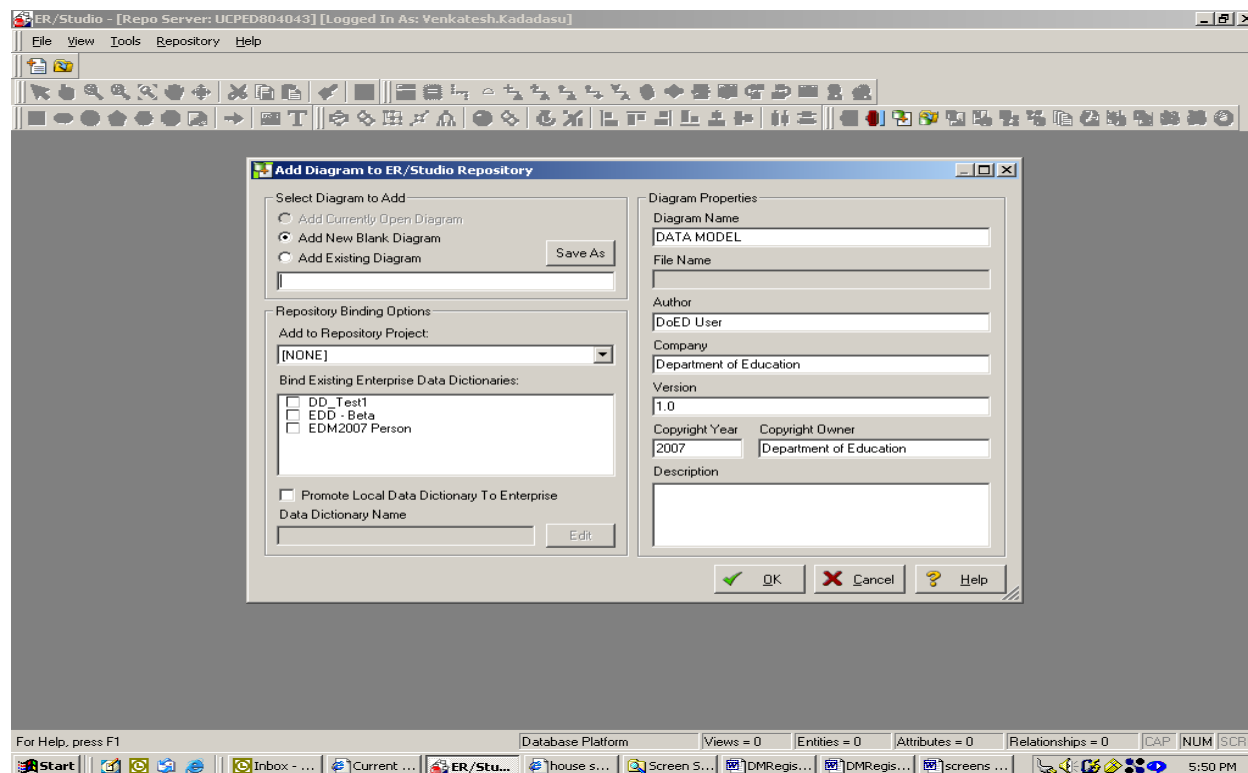 ER/Studio - [Repo Server: UCPED804043] [Logged In As: Venkatesh.Kadadasu]
File View Tools Repository Help
T
Add Diagram to ER/Studio Repository
Select Diagram to Add
Add Currently Open Diagram
Add New Blank Diagram
Add Existing Diagram
Save As
Repository Binding Options
Add to Repository Project:
[NONE]
Bind Existing Enterprise Data Dictionaries:
DD_Test1
EDD - Beta
EDM2007 Person
Promote Local Data Dictionary To Enterprise
Data Dictionary Name
Edit
Diagram Properties
Diagram Name
DATA MODEL
File Name
Author
DoED User
Company
Department of Education
Version
1.0
Copyright Year Copyright Owner
2007 Department of Education
Description
OK Cancel Help
For Help, press F1 Database Platform Views = 0 Entities = 0 Attributes = 0 Relationships = 0 CAP NUM SCR
Start Inbox - ... Current ... ER/Stu... house s... Screen S... DMRegis... DMRegis... screens ... 5:50 PM